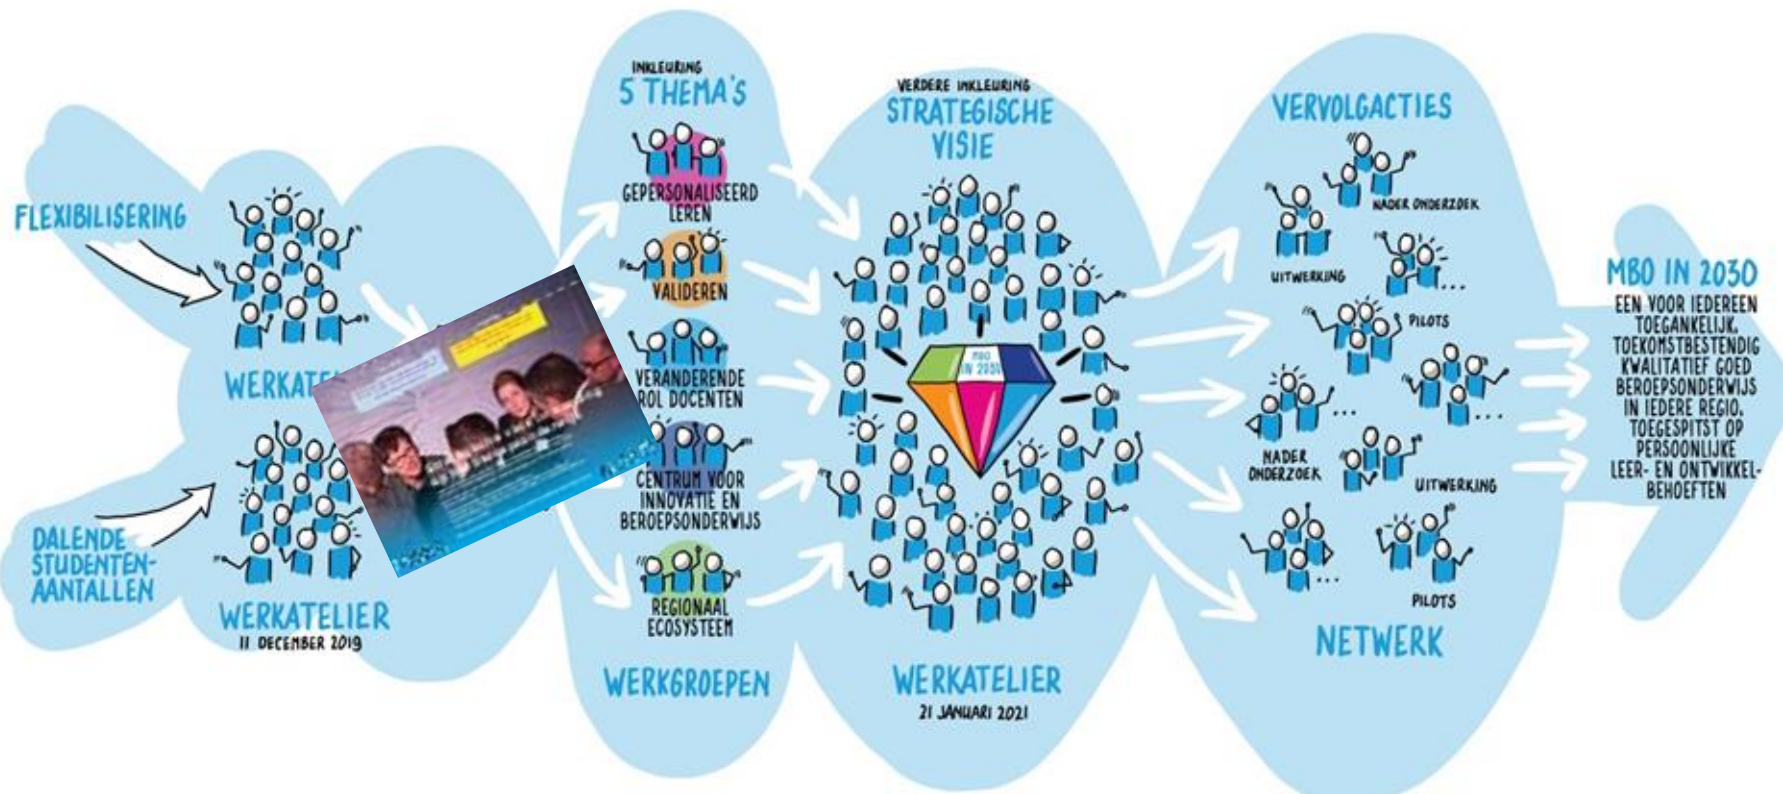 FLEXIBILISERING
DALENDE
STUDENTEN-
AANTALLEN
WERKATELIER
11 DECEMBER 2019
INKLEURING
5 THEMA'S
GEPERSONALISEERD
LEREN
VALIDEREN
VERANDERENDE
ROL DOCENTEN
CENTRUM VOOR
INNOVATIE EN
BEROEPSONDERWIJS
REGIONAAL
ECOSYSTEEM
WERKGROEPEN
VERDERE INKLEURING
STRATEGISCHE
VISIE
MBO
IN 2030
WERKATELIER
21 JANUARI 2021
VERVOLGACTIES
NADER ONDERZOEK
UITWERKING
...
PILOTS
...
...
NADER
ONDERZOEK
UITWERKING
...
PILOTS
NETWERK
MBO IN 2030
EEN VOOR IEDEREEN
TOEGANKELIJK,
TOEKOMSTBESTENDIG
KWALITATIEF GOED
BEROEPSONDERWIJS
IN IEDERE REGIO,
TOEGESPITST OP
PERSOONLIJKE
LEER- EN ONTWIKKEL-
BEHOEFTEN